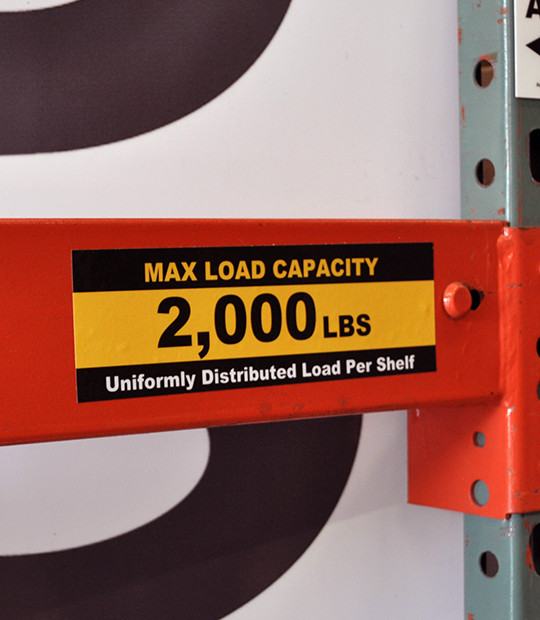 MAX LOAD CAPACITY
2,000 LBS
Uniformly Distributed Load Per Shelf